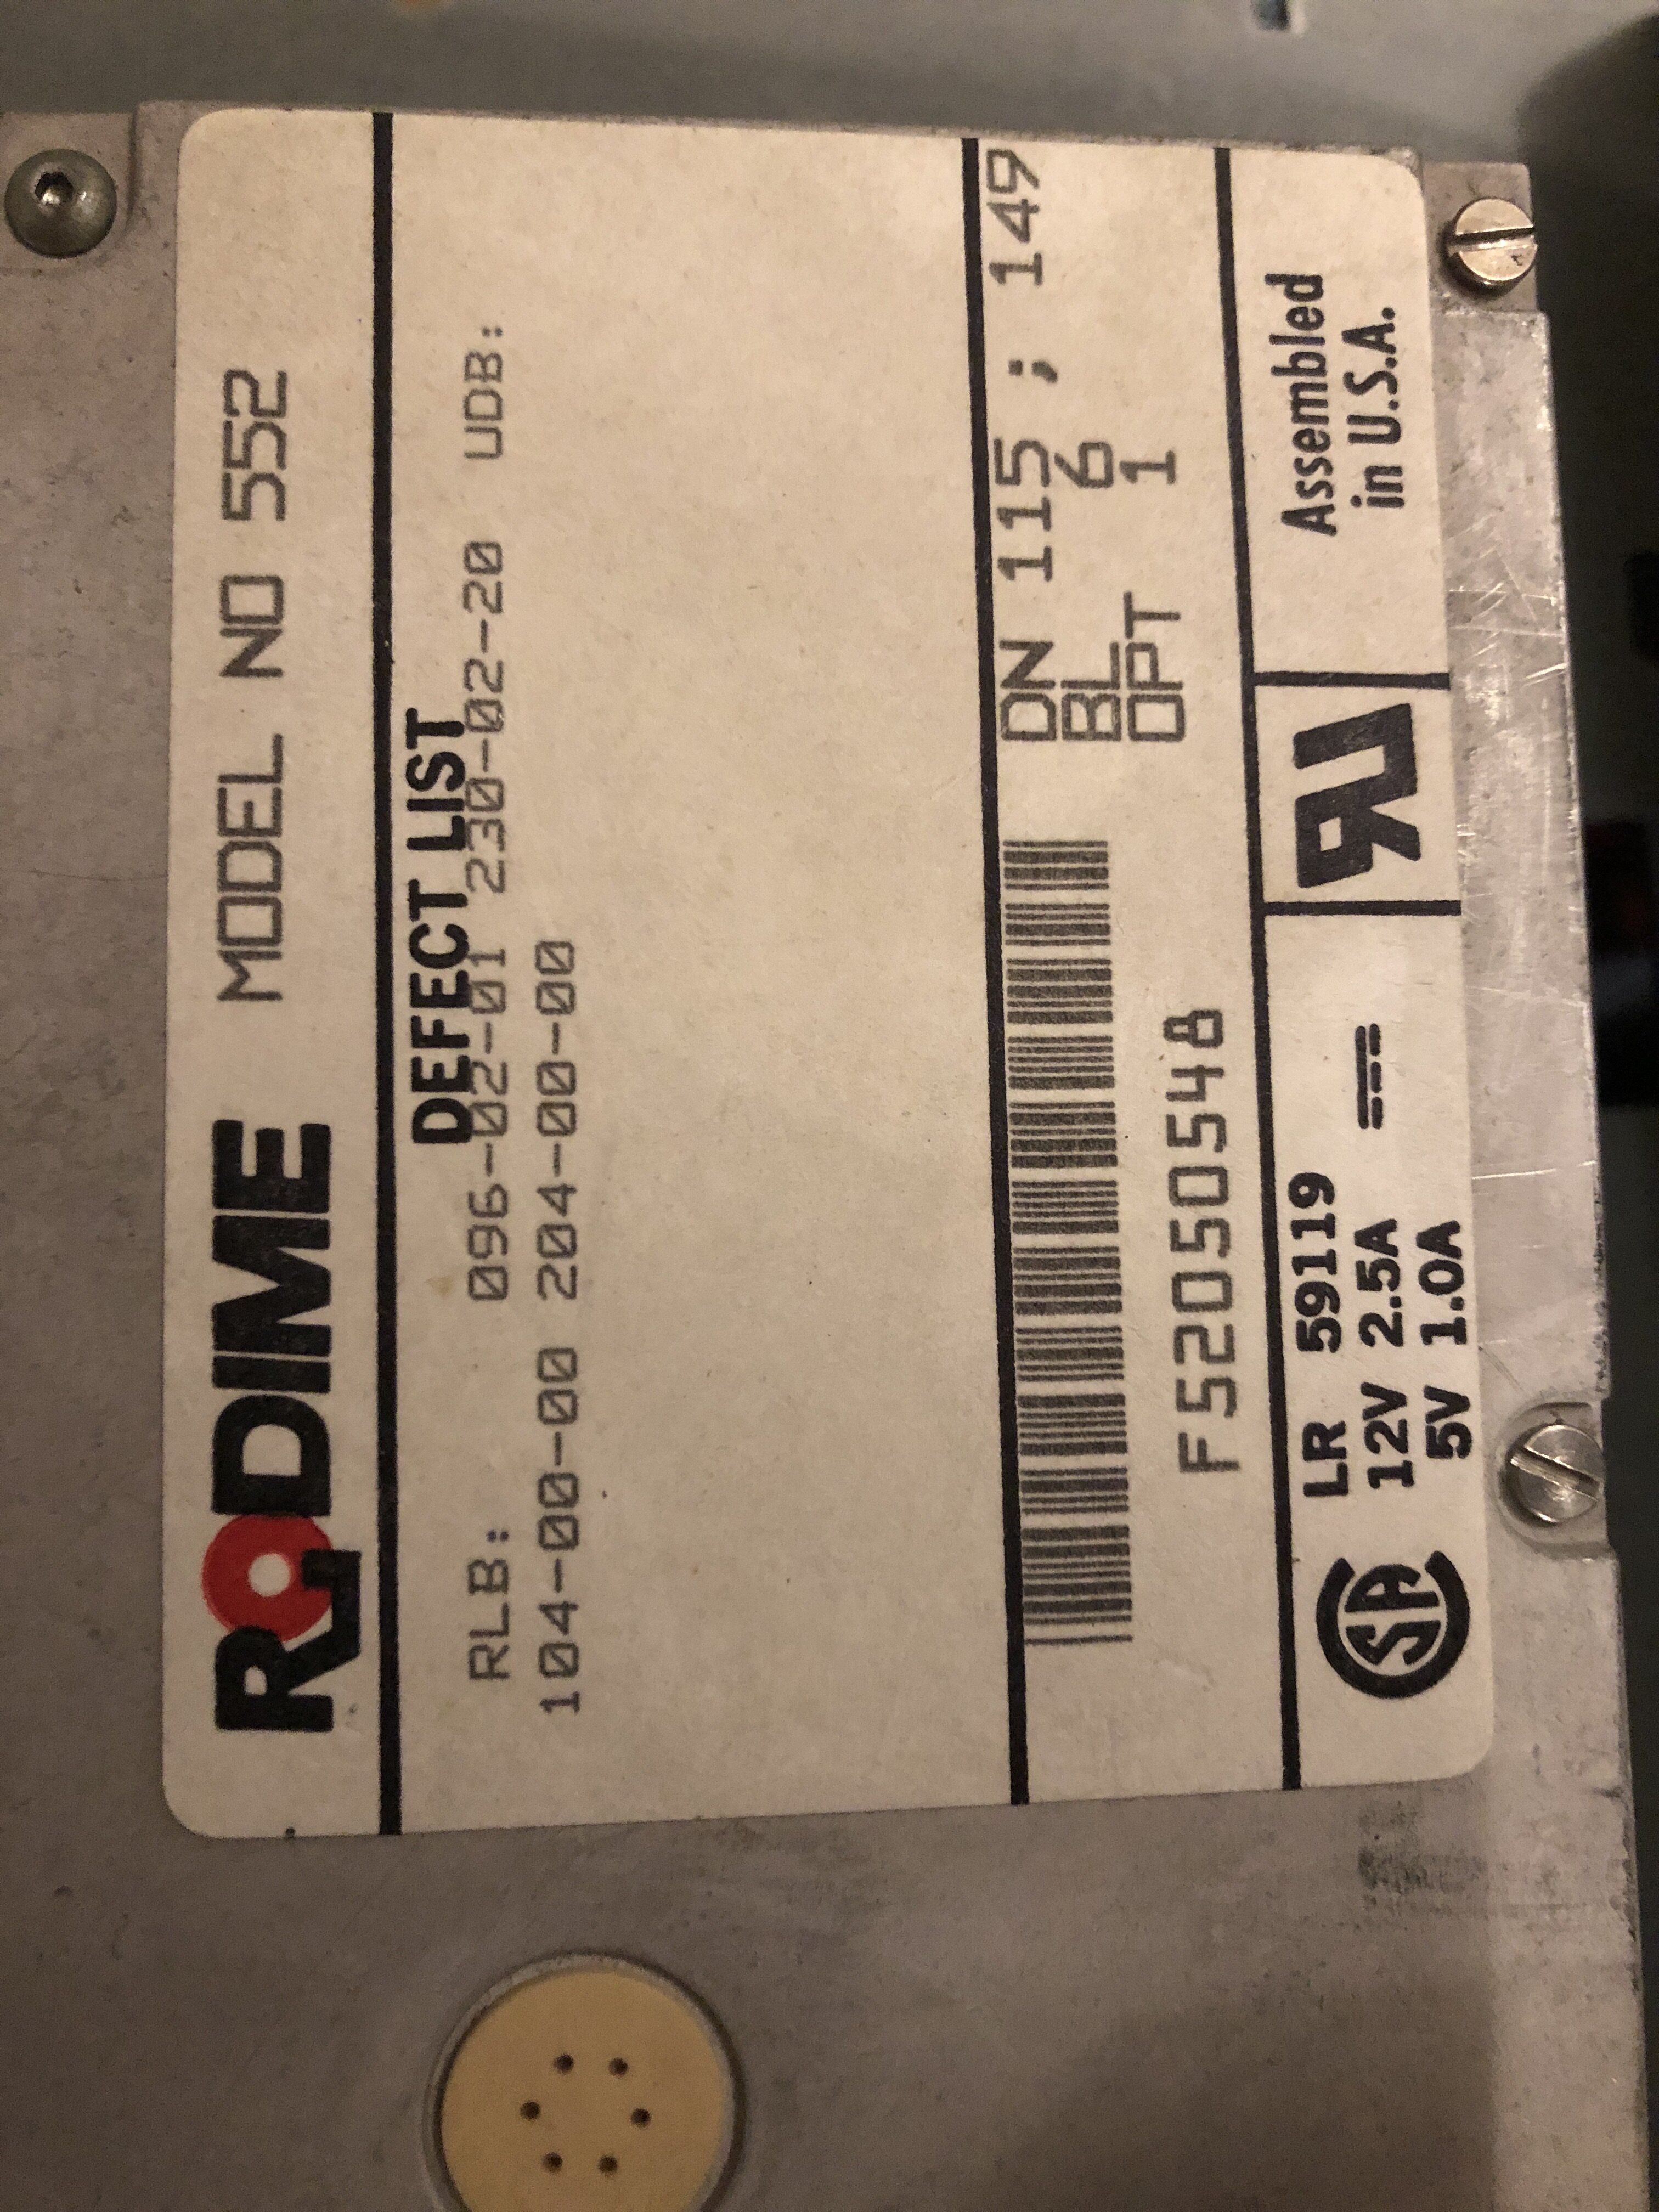 RODIME MODEL NO 552
DEFECT LIST
RLB: 096-02-01 230-02-20 UDB:
104-00-00 204-00-00
DN 115 ; 149
BL 6
OPT 1
F5205048
LR 59119
12V 2.5A
5V 1.0A
Assembled
in U.S.A.